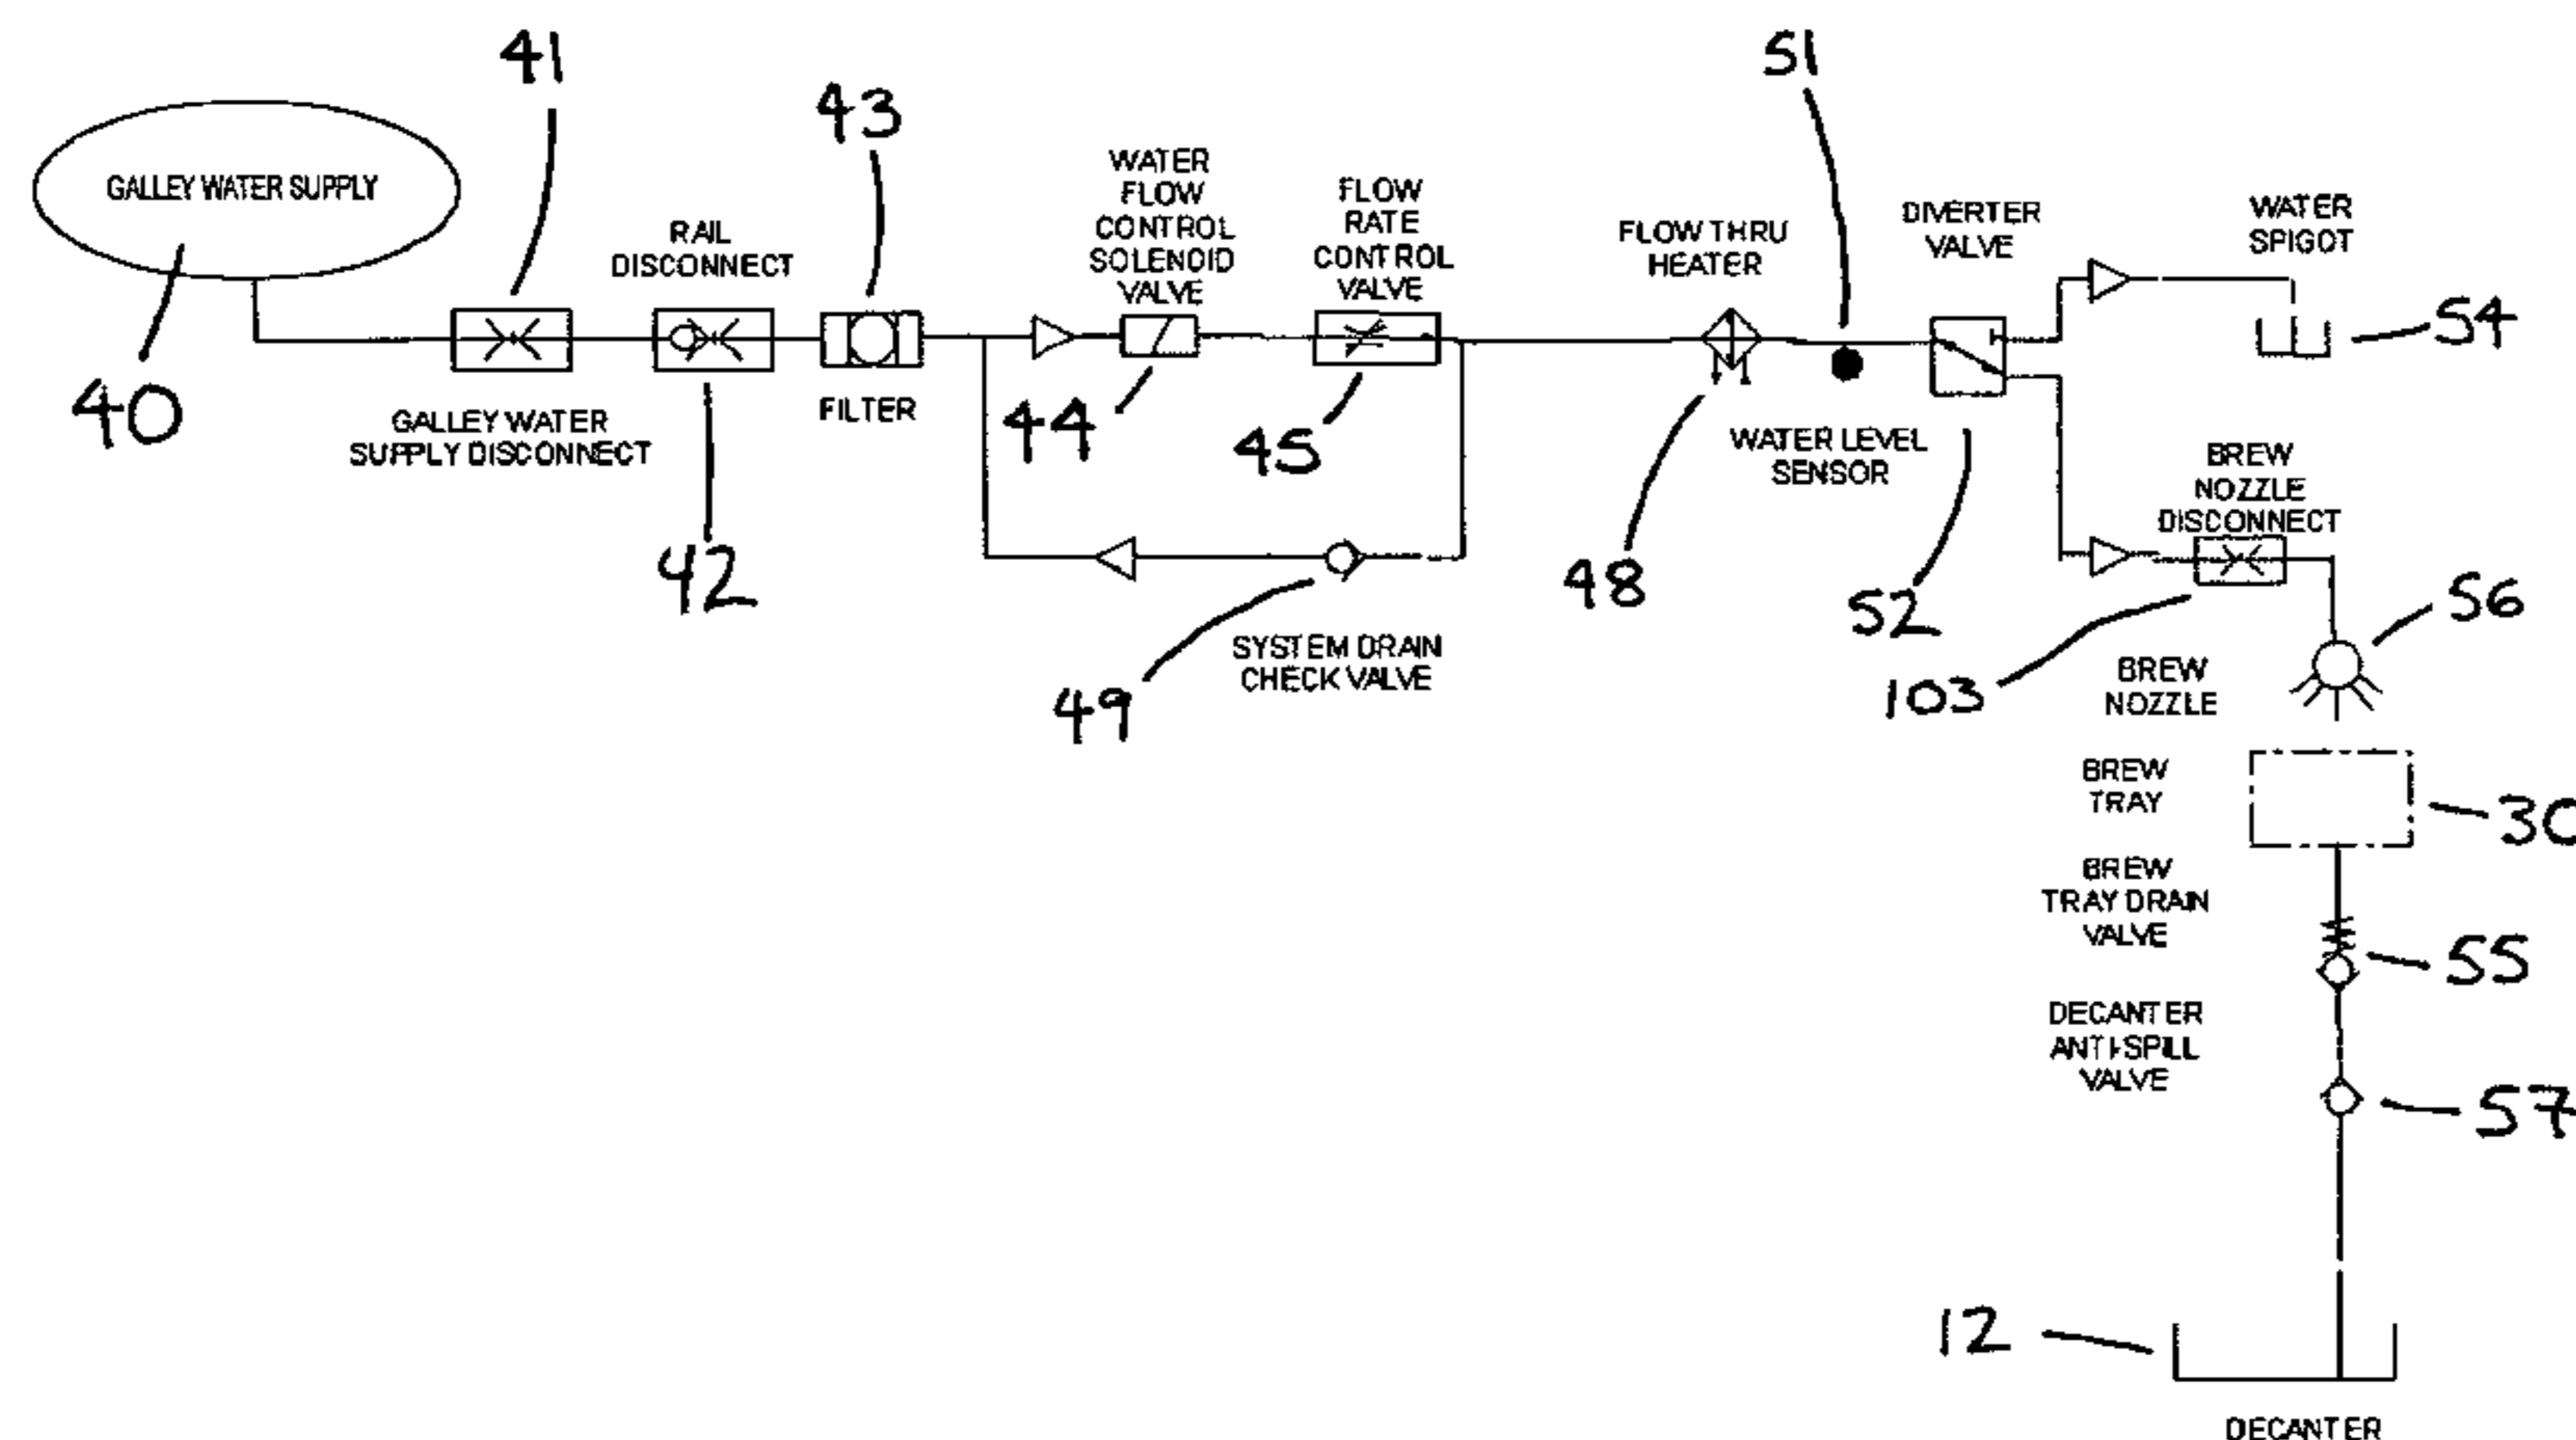 41
51
43
WATER
FLOW
CONTROL
SOLENOID
VALVE
FLOW
RATE
CONTROL
VALVE
GALLEY WATER SUPPLY
RAIL
DISCONNECT
FLOW THRU
HEATER
DIVERTER
VALVE
WATER
SPIGOT
54
40
GALLEY WATER
SUPPLY DISCONNECT
FILTER
44
45
WATER LEVEL
SENSOR
BREW
NOZZLE
DISCONNECT
42
48
52
56
49
SYSTEM DRAIN
CHECK VALVE
103
BREW
NOZZLE
BREW
TRAY
30
BREW
TRAY DRAIN
VALVE
55
DECANTER
ANTI-SPILL
VALVE
57
12
DECANTER